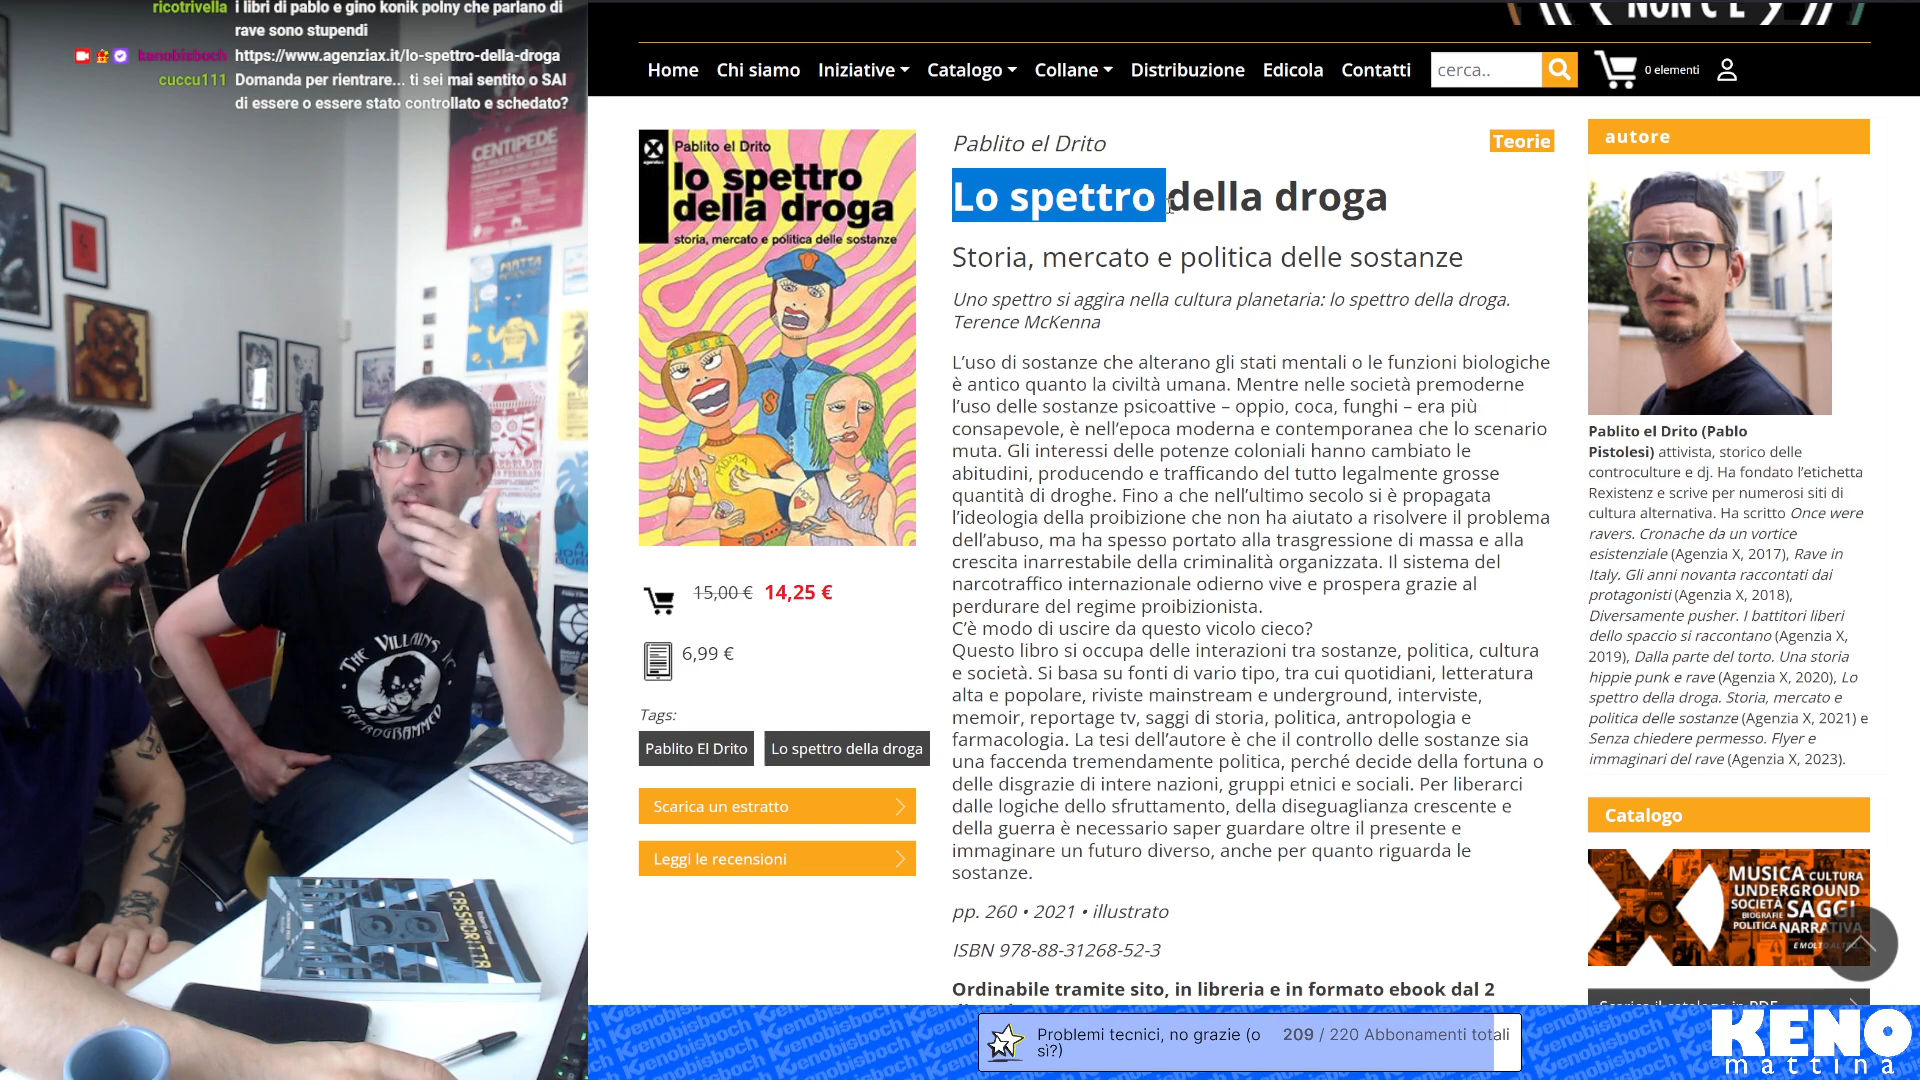 ricotrivella i libri di pablo e gino konik polny che parlano di
rave sono stupendi
kenobisboch https://www.agenziax.it/lo-spettro-della-droga
cuccu111 Domanda per rientrare... ti sei mai sentito o SAI
di essere o essere stato controllato e schedato?
CENTIPEDE
THE VILLAINS
REPROGRAMMED
CASSADRITTA
NON C'È
Home Chi siamo Iniziative Catalogo Collane Distribuzione Edicola Contatti
cerca..
0 elementi
Pablito el Drito
lo spettro
della droga
storia, mercato e politica delle sostanze
MDMA
MOM
15,00 € 14,25 €
6,99 €
Tags:
Pablito El Drito Lo spettro della droga
Scarica un estratto
Leggi le recensioni
Pablito el Drito
Teorie
Lo spettro della droga
Storia, mercato e politica delle sostanze
Uno spettro si aggira nella cultura planetaria: lo spettro della droga.
Terence McKenna
L'uso di sostanze che alterano gli stati mentali o le funzioni biologiche
è antico quanto la civiltà umana. Mentre nelle società premoderne
l'uso delle sostanze psicoattive – oppio, coca, funghi – era più
consapevole, è nell'epoca moderna e contemporanea che lo scenario
muta. Gli interessi delle potenze coloniali hanno cambiato le
abitudini, producendo e trafficando del tutto legalmente grosse
quantità di droghe. Fino a che nell'ultimo secolo si è propagata
l'ideologia della proibizione che non ha aiutato a risolvere il problema
dell'abuso, ma ha spesso portato alla trasgressione di massa e alla
crescita inarrestabile della criminalità organizzata. Il sistema del
narcotraffico internazionale odierno vive e prospera grazie al
perdurare del regime proibizionista.
C'è modo di uscire da questo vicolo cieco?
Questo libro si occupa delle interazioni tra sostanze, politica, cultura
e società. Si basa su fonti di vario tipo, tra cui quotidiani, letteratura
alta e popolare, riviste mainstream e underground, interviste,
memoir, reportage tv, saggi di storia, politica, antropologia e
farmacologia. La tesi dell'autore è che il controllo delle sostanze sia
una faccenda tremendamente politica, perché decide della fortuna o
delle disgrazie di intere nazioni, gruppi etnici e sociali. Per liberarci
dalle logiche dello sfruttamento, della diseguaglianza crescente e
della guerra è necessario saper guardare oltre il presente e
immaginare un futuro diverso, anche per quanto riguarda le
sostanze.
pp. 260 • 2021 • illustrato
ISBN 978-88-31268-52-3
Ordinabile tramite sito, in libreria e in formato ebook dal 2
autore
Pablito el Drito (Pablo
Pistolesi) attivista, storico delle
controculture e dj. Ha fondato l'etichetta
Rexistenz e scrive per numerosi siti di
cultura alternativa. Ha scritto Once were
ravers. Cronache da un vortice
esistenziale (Agenzia X, 2017), Rave in
Italy. Gli anni novanta raccontati dai
protagonisti (Agenzia X, 2018),
Diversamente pusher. I battitori liberi
dello spaccio si raccontano (Agenzia X,
2019), Dalla parte del torto. Una storia
hippie punk e rave (Agenzia X, 2020), Lo
spettro della droga. Storia, mercato e
politica delle sostanze (Agenzia X, 2021) e
Senza chiedere permesso. Flyer e
immaginari del rave (Agenzia X, 2023).
Catalogo
MUSICA CULTURA
UNDERGROUND
SOCIETÀ SAGGI
BIOGRAFIE
POLITICA NARRATIVA
E MOLTO ALTRO...
Scarica il catalogo in PDF
Problemi tecnici, no grazie (o
sì?)
209 / 220 Abbonamenti totali
Kenobisboch
KENO
mattina